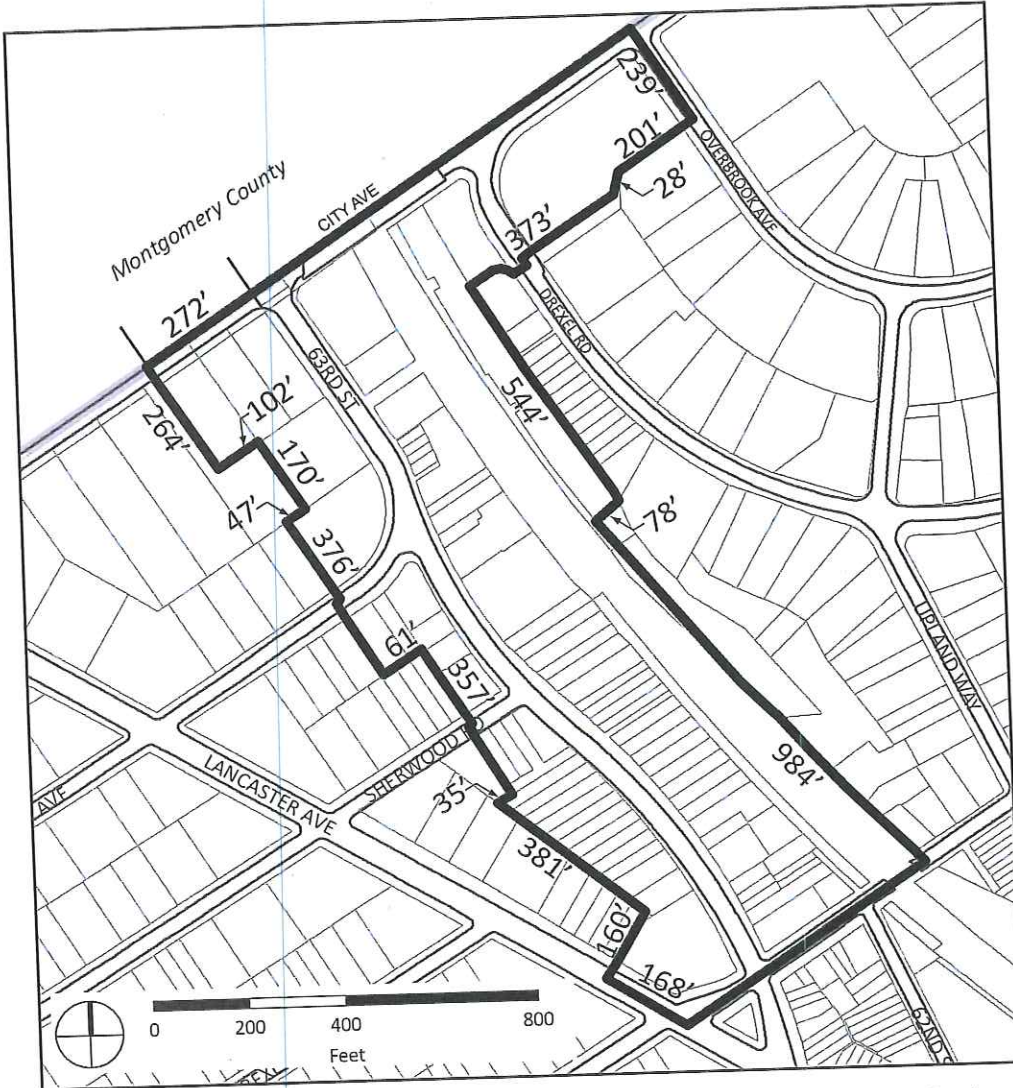 239'
201'
OVERBROOK AVE
28'
Montgomery County
CITY AVE
373'
272'
DREXEL RD
63RD ST
102'
264'
170'
544'
47'
78'
376'
61'
357'
UPLAND WAY
SHERWOOD RD
984'
LANCASTER AVE
AVE
35'
381'
160'
168'
62ND S
0
200
400
800
Feet